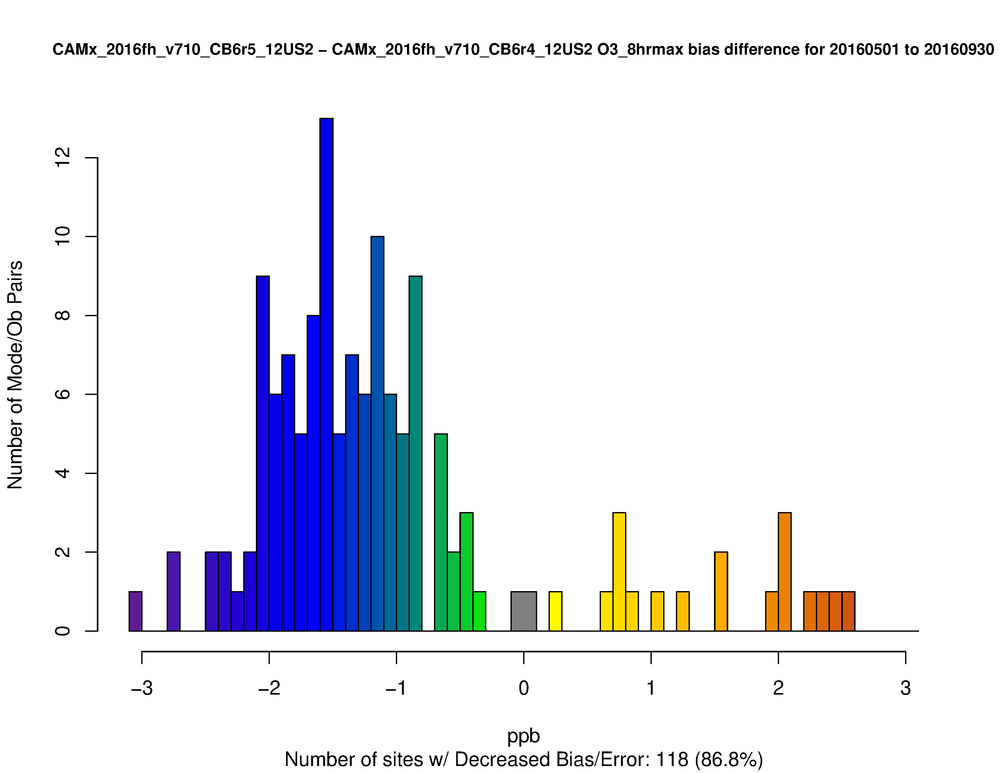 CAMx_2016fh_v710_CB6r5_12US2 − CAMx_2016fh_v710_CB6r4_12US2 O3_8hrmax bias difference for 20160501 to 20160930
Number of Mode/Ob Pairs
12
10
8
6
4
2
0
−3 −2 −1 0 1 2 3
ppb
Number of sites w/ Decreased Bias/Error: 118 (86.8%)